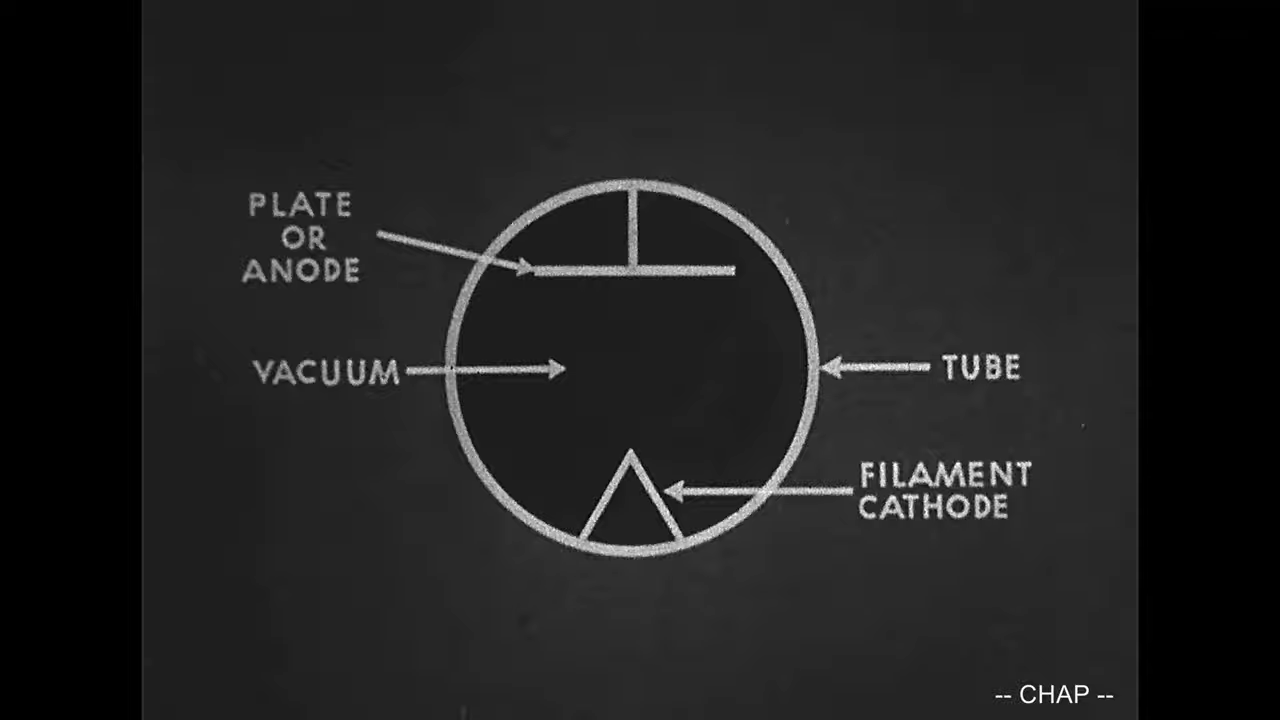 PLATE
OR
ANODE
VACUUM
TUBE
FILAMENT
CATHODE
-- CHAP --